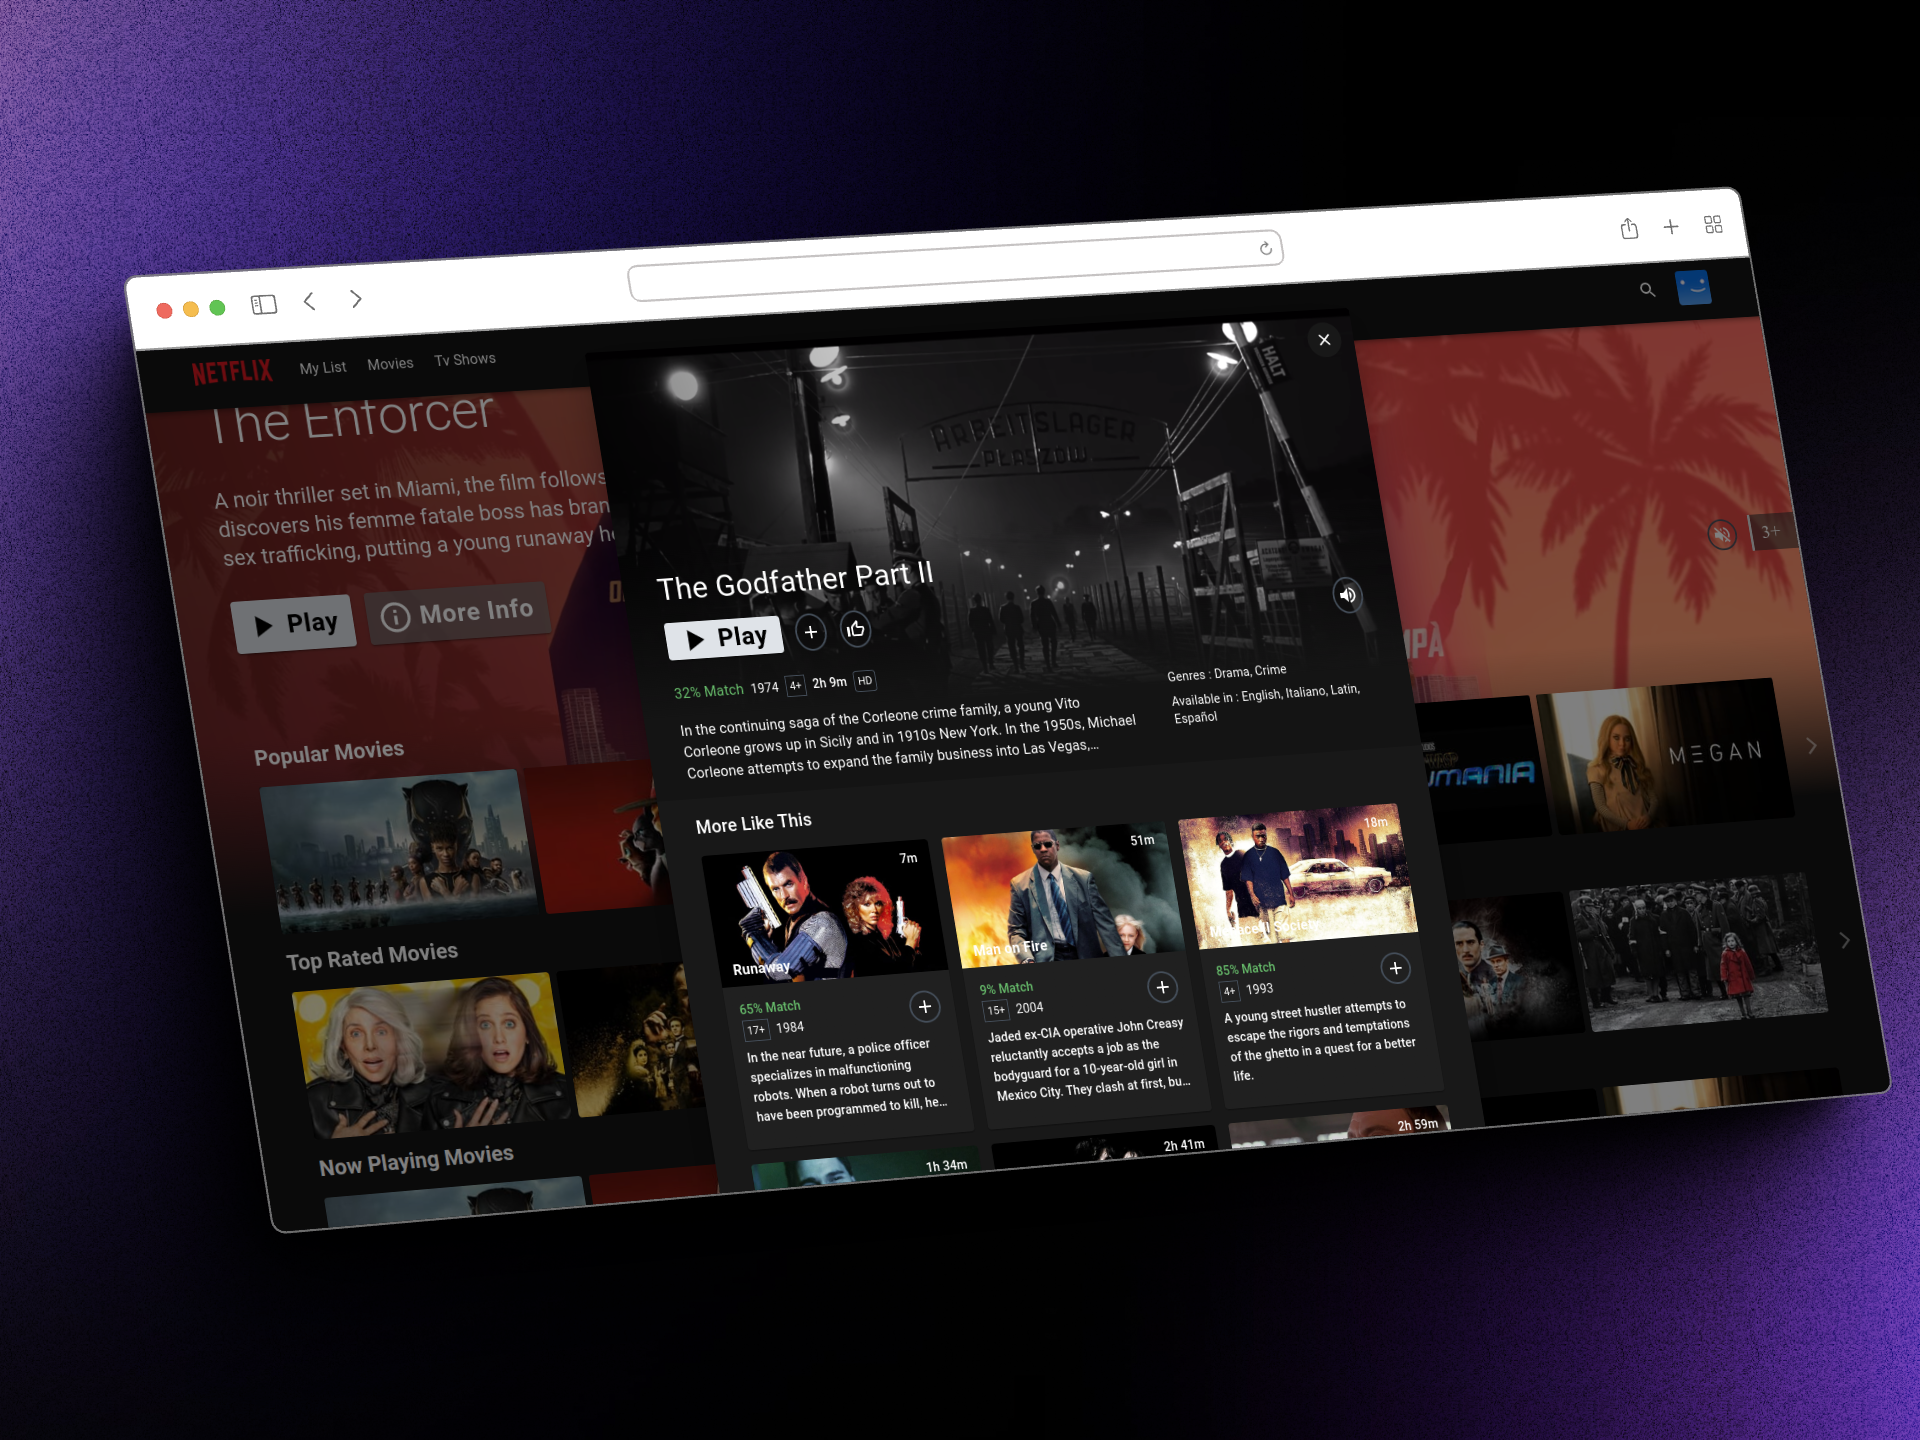 NETFLIX
My List
Movies
Tv Shows
The Enforcer
A noir thriller set in Miami, the film follows
discovers his femme fatale boss has
sex trafficking, putting a young runaway
Play
More Info
3+
Popular Movies
Top Rated Movies
Now Playing Movies
HALT
ARBEITSLAGER
PŁASZÓW
The Godfather Part II
Play
32% Match 1974 4+ 2h 9m HD
In the continuing saga of the Corleone crime family, a young Vito
Corleone grows up in Sicily and in 1910s New York. In the 1950s, Michael
Corleone attempts to expand the family business into Las Vegas,...
Genres : Drama, Crime
Available in : English, Italiano, Latin,
Español
More Like This
7m
Runaway
65% Match
17+ 1984
In the near future, a police officer
specializes in malfunctioning
robots. When a robot turns out to
have been programmed to kill, he...
51m
Man on Fire
9% Match
15+ 2004
Jaded ex-CIA operative John Creasy
reluctantly accepts a job as the
bodyguard for a 10-year-old girl in
Mexico City. They clash at first, bu...
18m
Menace II Society
85% Match
4+ 1993
A young street hustler attempts to
escape the rigors and temptations
of the ghetto in a quest for a better
life.
1h 34m
2h 41m
2h 59m
MPÀ
UMANIA
M3GAN